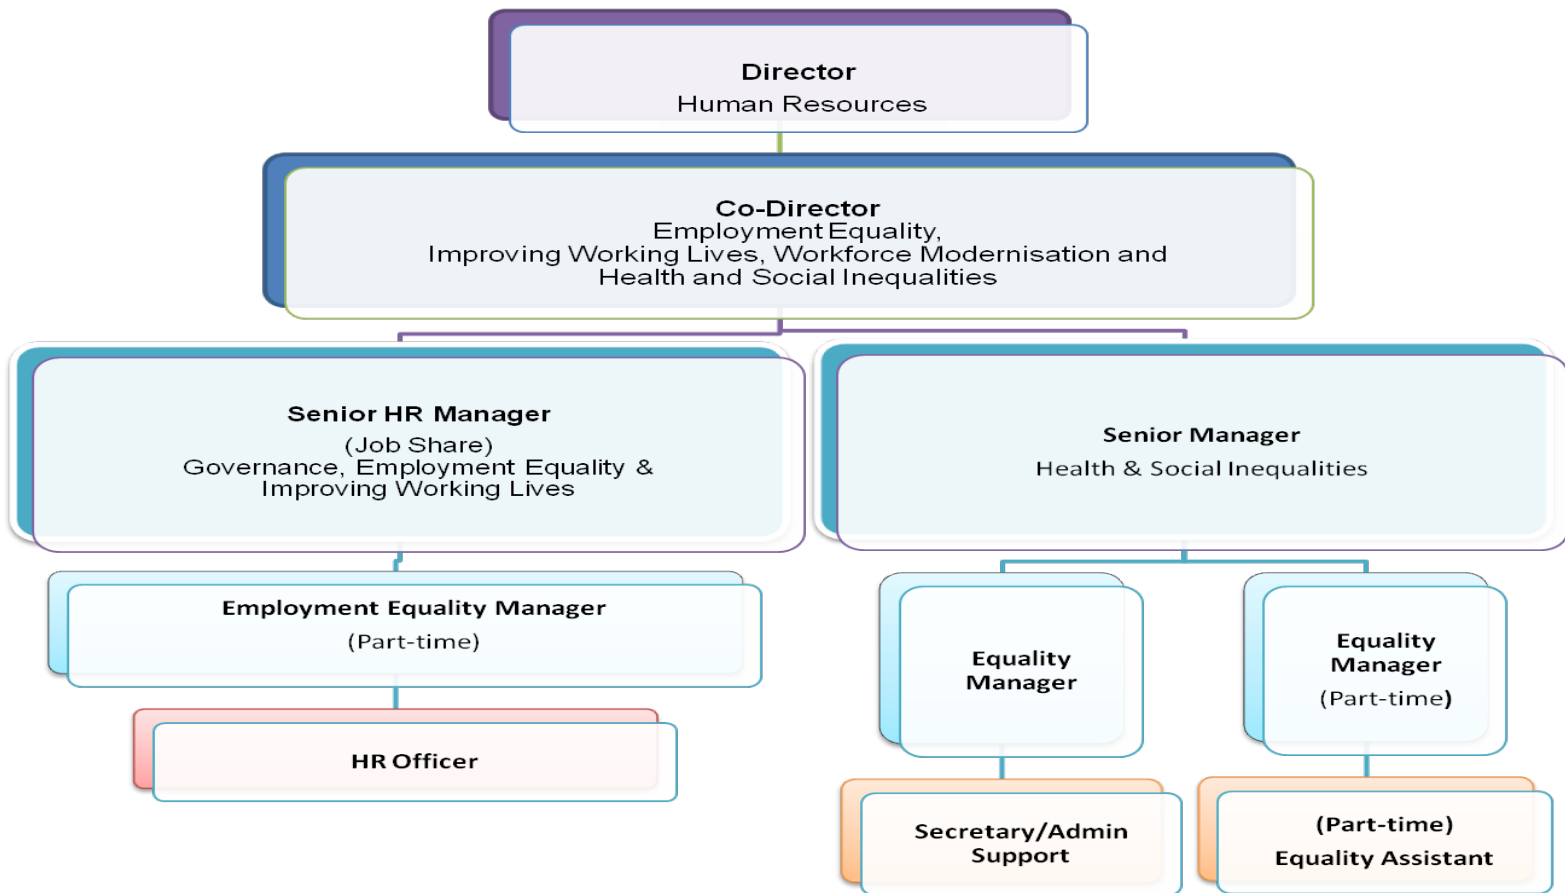 Director
Human Resources
Co-Director
Employment Equality,
Improving Working Lives, Workforce Modernisation and
Health and Social Inequalities
Senior HR Manager
(Job Share)
Governance, Employment Equality &
Improving Working Lives
Senior Manager
Health & Social Inequalities
Employment Equality Manager
(Part-time)
Equality
Manager
Equality
Manager
(Part-time)
HR Officer
Secretary/Admin
Support
(Part-time)
Equality Assistant